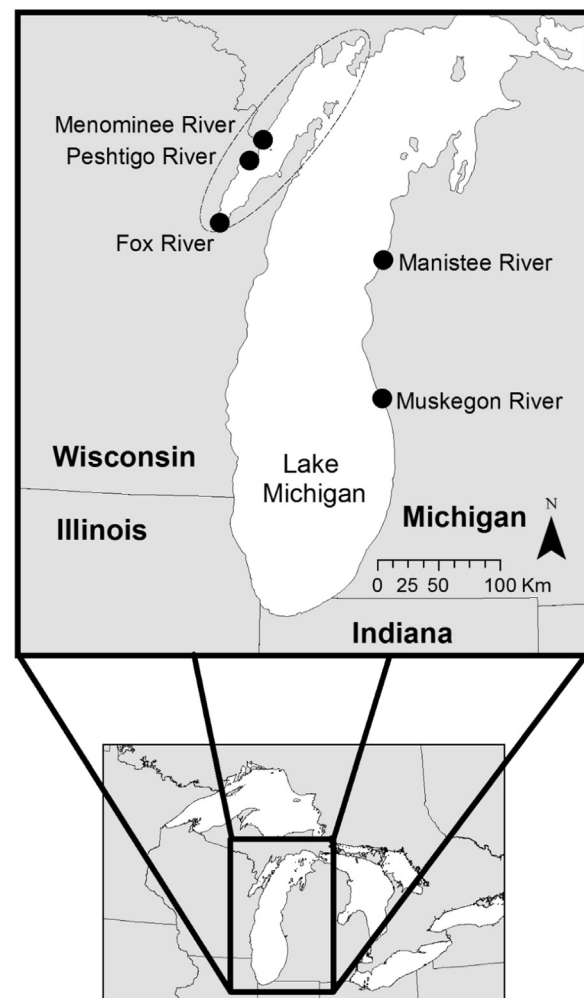 Menominee River
Peshtigo River
Fox River
Manistee River
Muskegon River
Wisconsin
Lake
Michigan
Illinois
Michigan
N
0 25 50 100 Km
Indiana